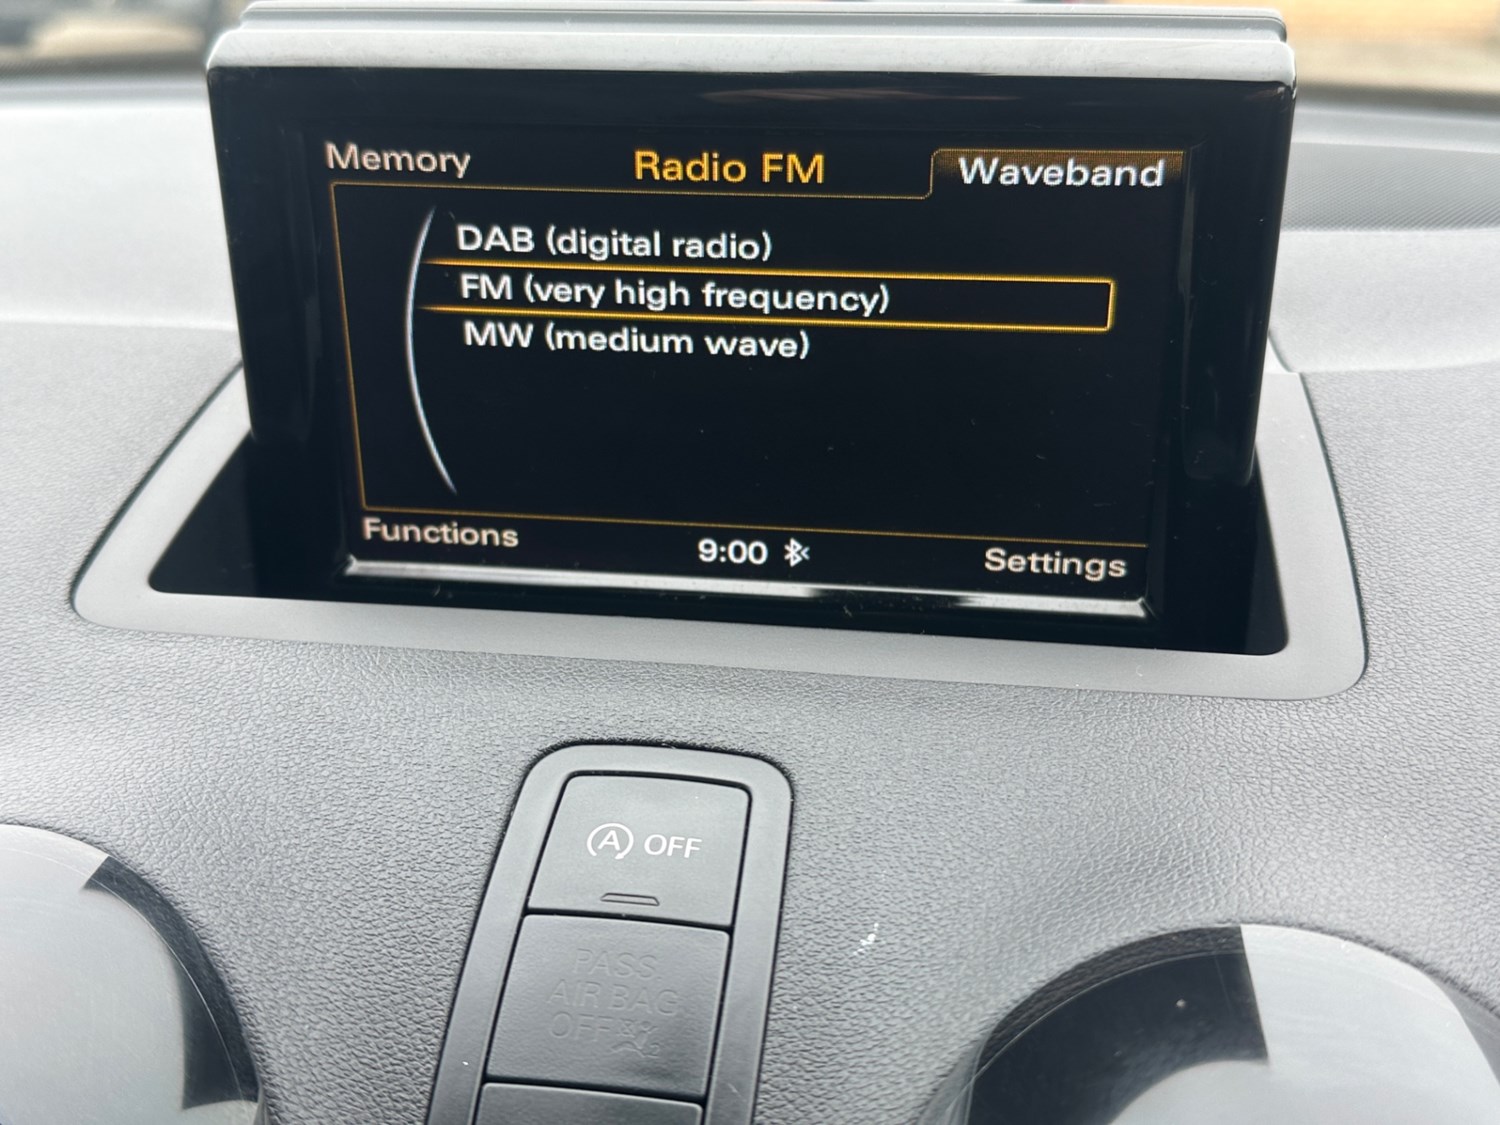 Memory Radio FM Waveband
DAB (digital radio)
FM (very high frequency)
MW (medium wave)
Functions 9:00 Settings
A OFF
PASS
AIR BAG
OFF